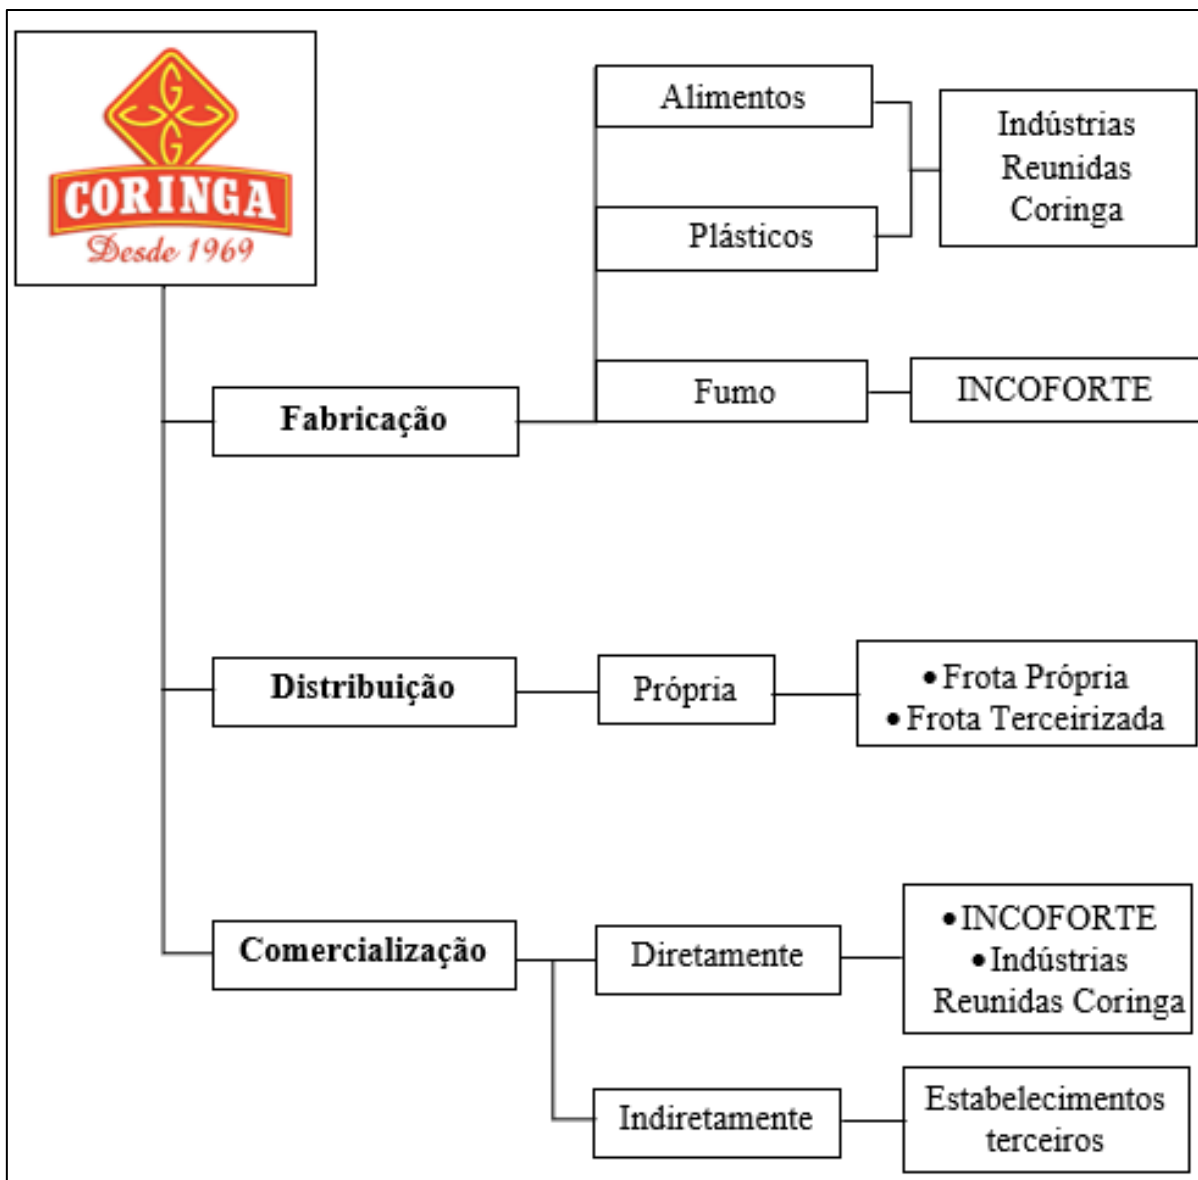 G
G
CORINGA
Desde 1969
Alimentos
Plásticos
Indústrias
Reunidas
Coringa
Fabricação
Fumo
INCOFORTE
Distribuição
Própria
•Frota Própria
•Frota Terceirizada
Comercialização
Diretamente
•INCOFORTE
•Indústrias
Reunidas Coringa
Indiretamente
Estabelecimentos
terceiros